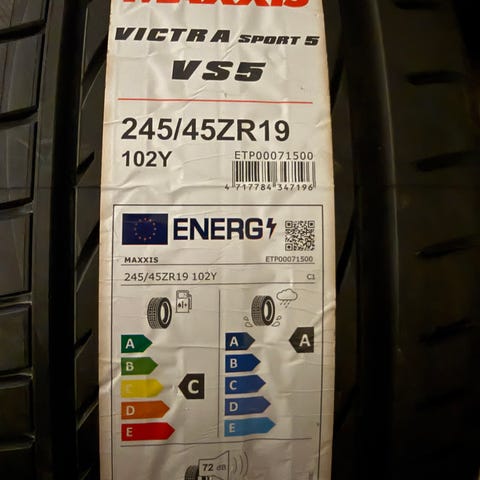 MAXXIS
VICTRA SPORT 5
VS5
245/45ZR19
102Y
ETP00071500
4 717784 347196
ENERG
MAXXIS
ETP00071500
245/45ZR19 102Y
C1
A
A
A
B
B
C
C
C
D
D
E
E
72 dB